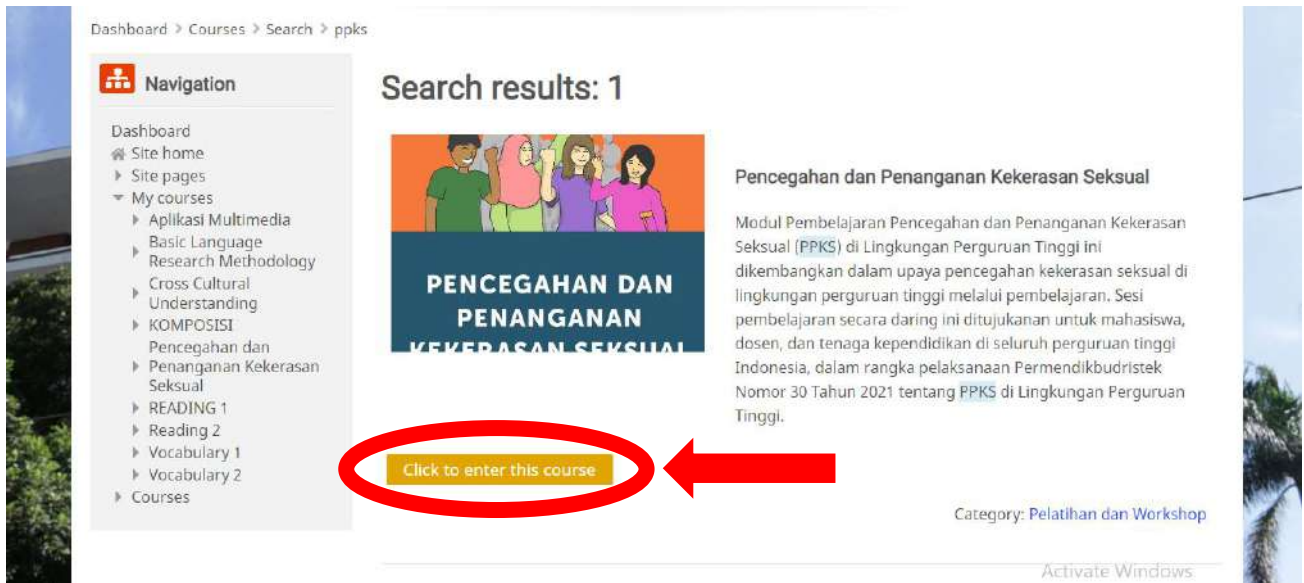 Dashboard > Courses > Search > ppks
Navigation
Dashboard
Site home
Site pages
My courses
Aplikasi Multimedia
Basic Language
Research Methodology
Cross Cultural
Understanding
KOMPOSISI
Pencegahan dan
Penanganan Kekerasan
Seksual
READING 1
Reading 2
Vocabulary 1
Vocabulary 2
Courses
Search results: 1
PENCEGAHAN DAN
PENANGANAN
KEKERASAN SEKSUAL
Pencegahan dan Penanganan Kekerasan Seksual
Modul Pembelajaran Pencegahan dan Penanganan Kekerasan
Seksual (PPKS) di Lingkungan Perguruan Tinggi ini
dikembangkan dalam upaya pencegahan kekerasan seksual di
lingkungan perguruan tinggi melalui pembelajaran. Sesi
pembelajaran secara daring ini ditujukanan untuk mahasiswa,
dosen, dan tenaga kependidikan di seluruh perguruan tinggi
Indonesia, dalam rangka pelaksanaan Permendikbudristek
Nomor 30 Tahun 2021 tentang PPKS di Lingkungan Perguruan
Tinggi.
Click to enter this course
Category: Pelatihan dan Workshop
Activate Windows